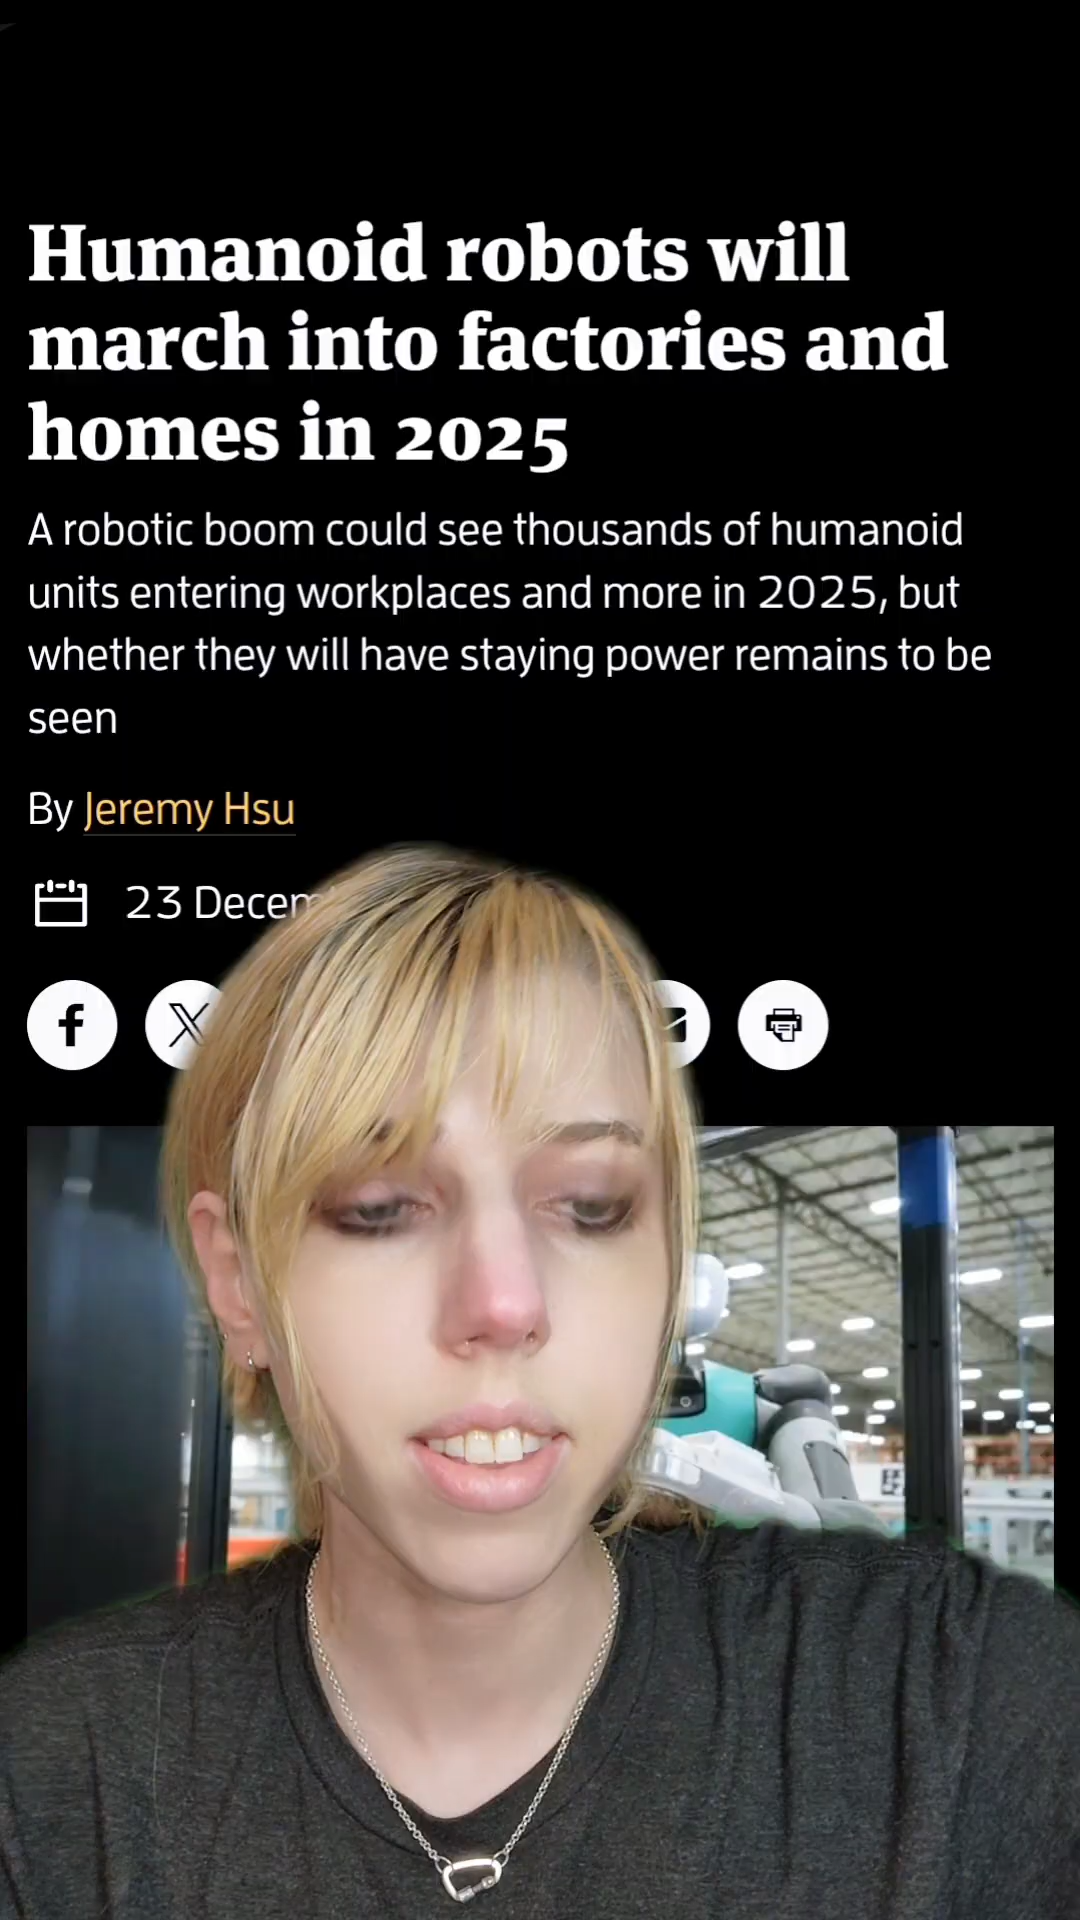 Humanoid robots will
march into factories and
homes in 2025
A robotic boom could see thousands of humanoid
units entering workplaces and more in 2025, but
whether they will have staying power remains to be
seen
By Jeremy Hsu
23